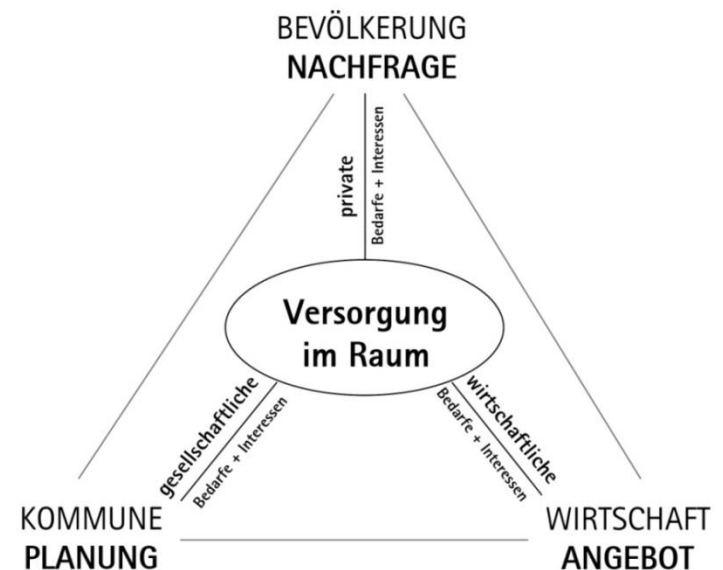 BEVÖLKERUNG
NACHFRAGE
private
Bedarfe + Interessen
Versorgung
im Raum
gesellschaftliche
Bedarfe + Interessen
wirtschaftliche
Bedarfe + Interessen
KOMMUNE
PLANUNG
WIRTSCHAFT
ANGEBOT